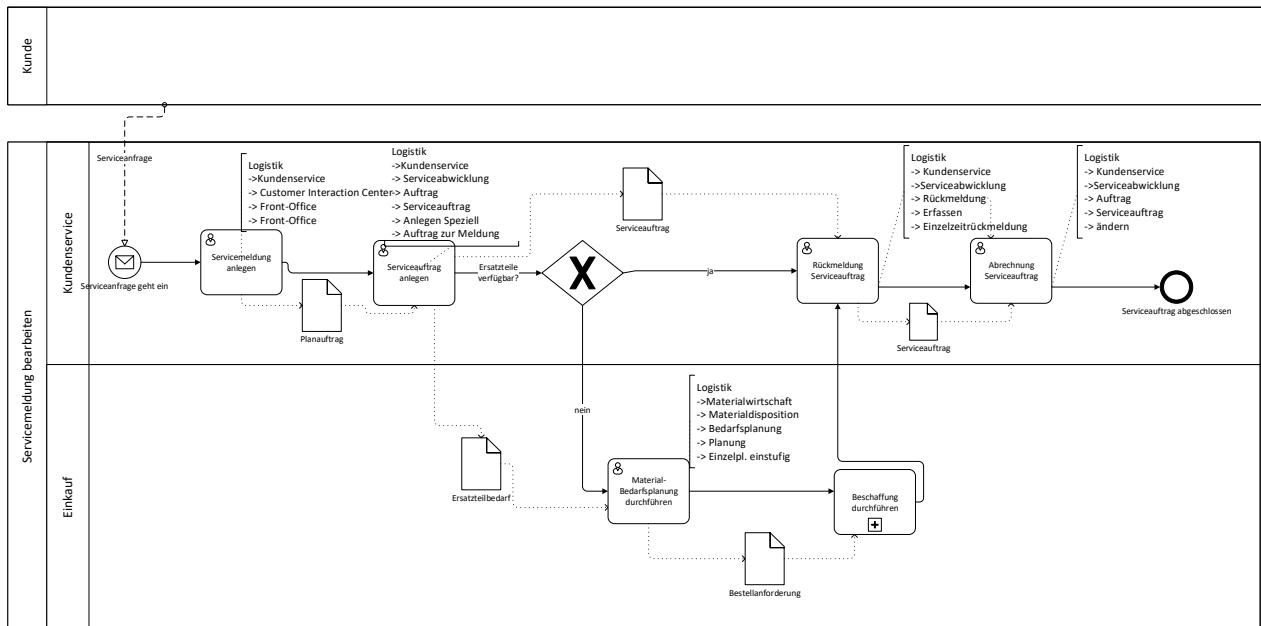 Kunde
Servicemeldung bearbeiten
Kundenservice
Einkauf
Serviceanfrage
Serviceanfrage geht ein
Logistik
->Kundenservice
-> Customer Interaction Center
-> Front-Office
-> Front-Office
Servicemeldung
anlegen
Planauftrag
Logistik
->Kundenservice
-> Serviceabwicklung
-> Auftrag
-> Serviceauftrag
-> Anlegen Speziell
-> Auftrag zur Meldung
Serviceauftrag
anlegen
Ersatzteile
verfügbar?
X
Serviceauftrag
ja
nein
Logistik
-> Kundenservice
->Serviceabwicklung
-> Rückmeldung
-> Erfassen
-> Einzelzeitrückmeldung
Rückmeldung
Serviceauftrag
Serviceauftrag
Logistik
-> Kundenservice
->Serviceabwicklung
-> Auftrag
-> Serviceauftrag
-> ändern
Abrechnung
Serviceauftrag
Serviceauftrag abgeschlossen
Ersatzteilbedarf
Logistik
->Materialwirtschaft
-> Materialdisposition
-> Bedarfsplanung
-> Planung
-> Einzelpl. einstufig
Material-
Bedarfsplanung
durchführen
Bestellanforderung
Beschaffung
durchführen